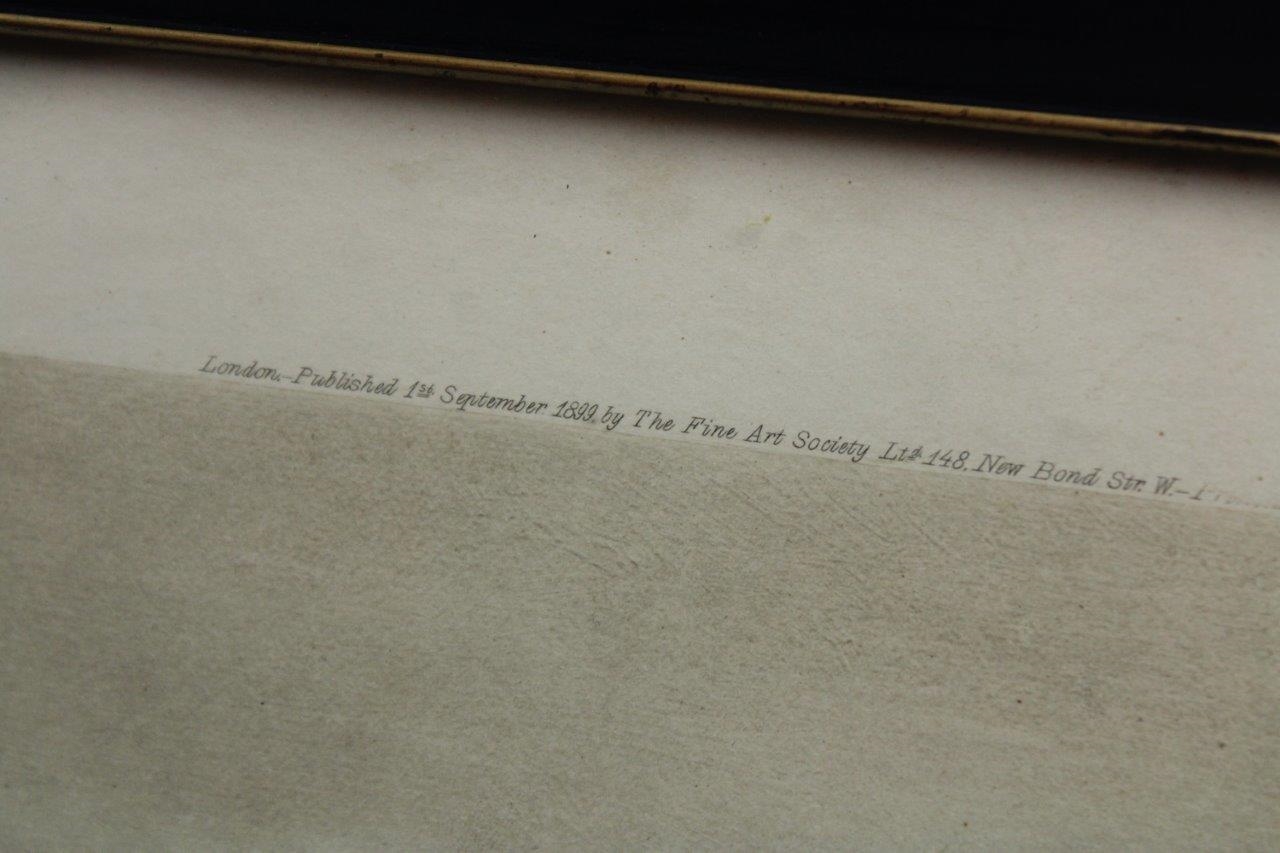 London.–Published 1st September 1899, by The Fine Art Society Ltd 148, New Bond Str. W.–